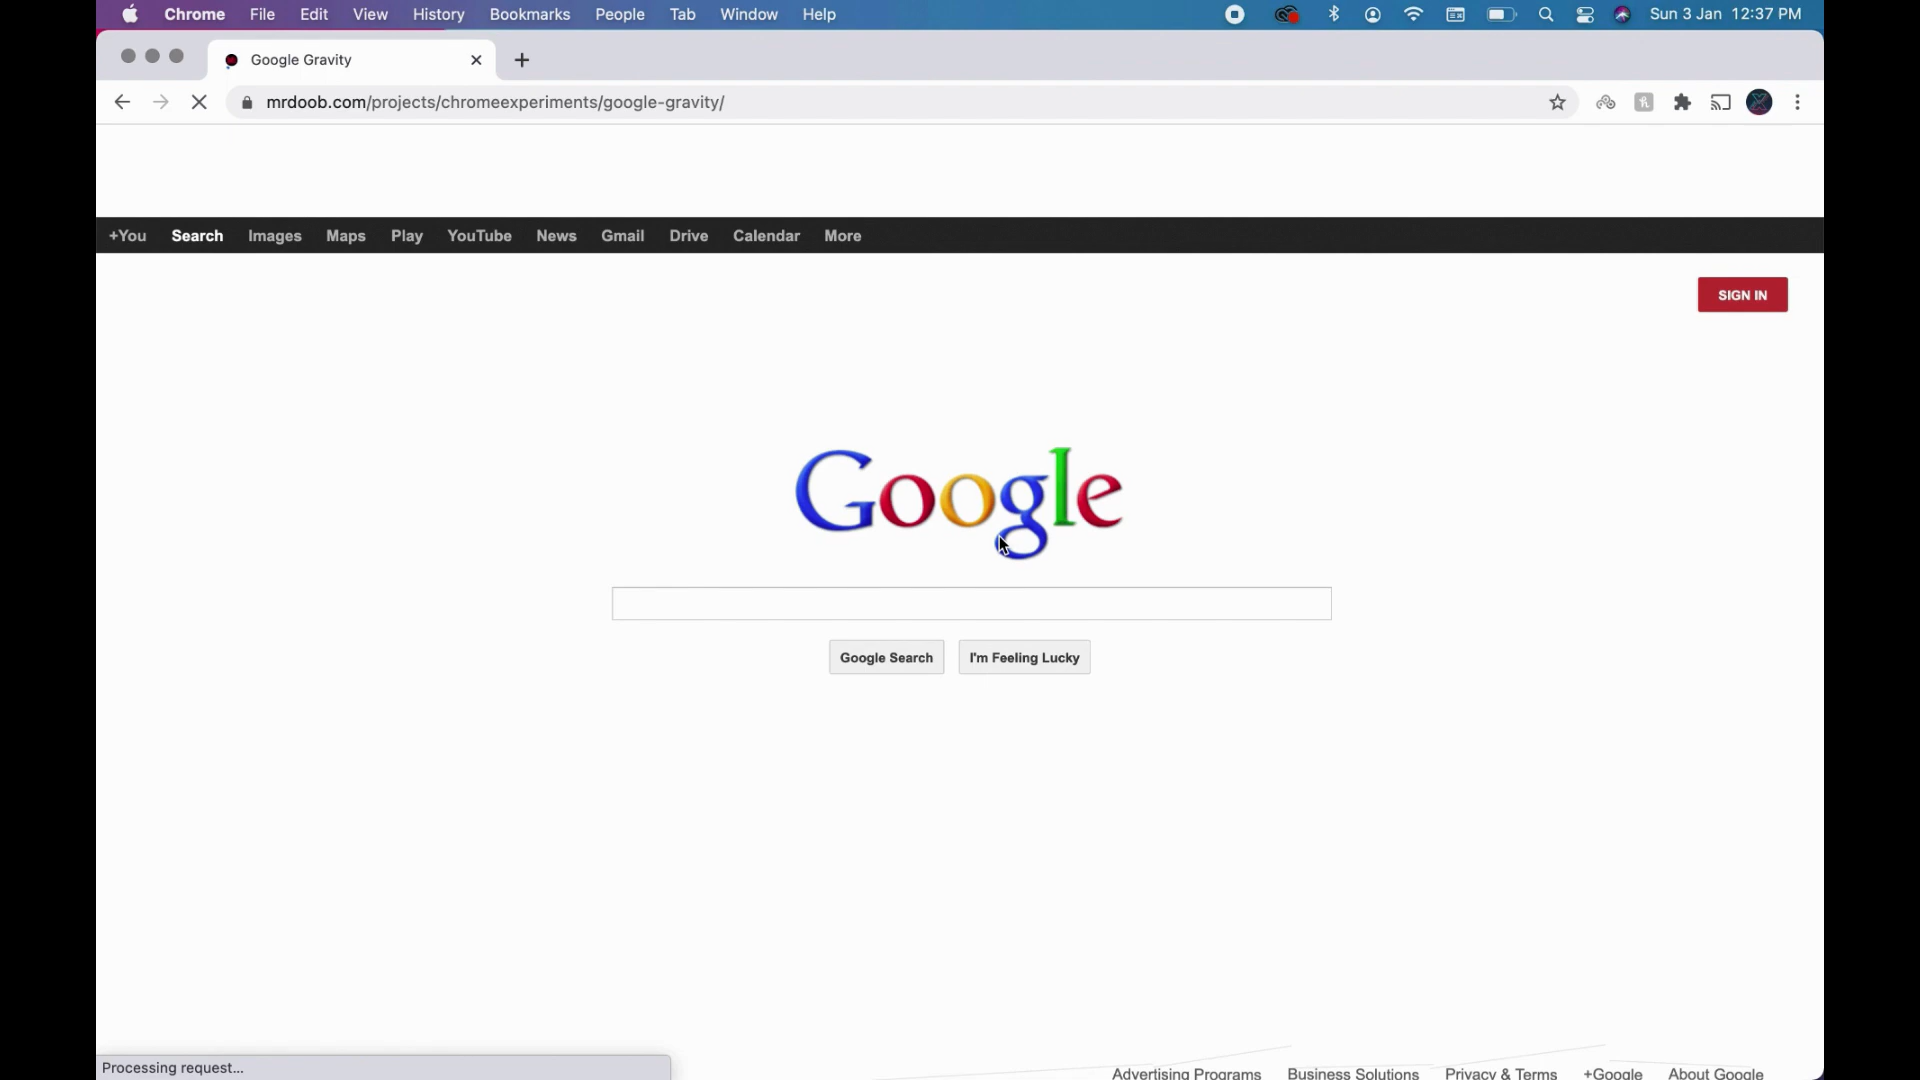 Chrome File Edit View History Bookmarks People Tab Window Help Sun 3 Jan 12:37 PM
Google Gravity
mrdoob.com/projects/chromeexperiments/google-gravity/
+You Search Images Maps Play YouTube News Gmail Drive Calendar More
SIGN IN
Google
Google Search I'm Feeling Lucky
Processing request...
Advertising Programs Business Solutions Privacy & Terms +Google About Google